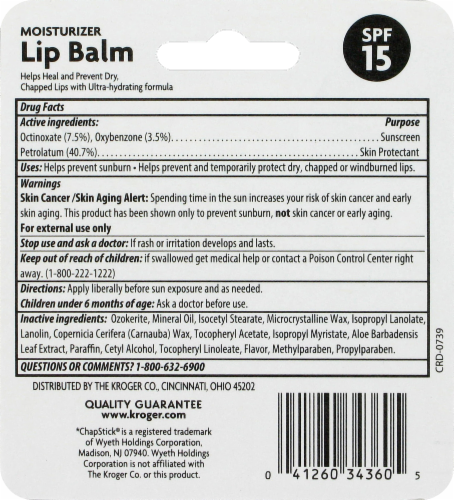 MOISTURIZER
Lip Balm
SPF
15
Helps Heal and Prevent Dry,
Chapped Lips with Ultra-hydrating formula
Drug Facts
Active ingredients: Purpose
Octinoxate (7.5%), Oxybenzone (3.5%)........................................Sunscreen
Petrolatum (40.7%)....................................................Skin Protectant
Uses: Helps prevent sunburn • Helps prevent and temporarily protect dry, chapped or windburned lips.
Warnings
Skin Cancer /Skin Aging Alert: Spending time in the sun increases your risk of skin cancer and early
skin aging. This product has been shown only to prevent sunburn, not skin cancer or early aging.
For external use only
Stop use and ask a doctor: If rash or irritation develops and lasts.
Keep out of reach of children: if swallowed get medical help or contact a Poison Control Center right
away. (1-800-222-1222)
Directions: Apply liberally before sun exposure and as needed.
Children under 6 months of age: Ask a doctor before use.
Inactive ingredients: Ozokerite, Mineral Oil, Isocetyl Stearate, Microcrystalline Wax, Isopropyl Lanolate,
Lanolin, Copernicia Cerifera (Carnauba) Wax, Tocopheryl Acetate, Isopropyl Myristate, Aloe Barbadensis
Leaf Extract, Paraffin, Cetyl Alcohol, Tocopheryl Linoleate, Flavor, Methylparaben, Propylparaben.
QUESTIONS OR COMMENTS? 1-800-632-6900
CRD-0739
DISTRIBUTED BY THE KROGER CO., CINCINNATI, OHIO 45202
QUALITY GUARANTEE
www.kroger.com
*ChapStick® is a registered trademark
of Wyeth Holdings Corporation,
Madison, NJ 07940. Wyeth Holdings
Corporation is not affiliated with
The Kroger Co. or this product.
0 41260 34360 5